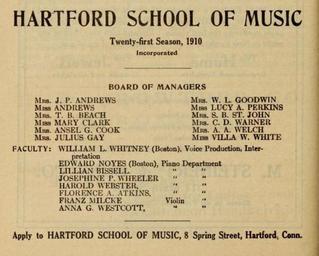 HARTFORD SCHOOL OF MUSIC
Twenty-first Season, 1910
Incorporated
BOARD OF MANAGERS
MRS. J. P. ANDREWS
MISS ANDREWS
MRS. T. B. BEACH
MISS MARY CLARK
MRS. ANSEL G. COOK
MRS. JULIUS GAY
MRS. W. L. GOODWIN
MISS LUCY A. PERKINS
MRS. S. B. ST. JOHN
MRS. C. D. WARNER
MRS. A. A. WELCH
MISS VILLA W. WHITE
FACULTY: WILLIAM L. WHITNEY (Boston), Voice Production, Inter-
pretation
EDWARD NOYES (Boston), Piano Department
LILLIAN BISSELL, " "
JOSEPHINE P. WHEELER " "
HAROLD WEBSTER, " "
FLORENCE A. ATKINS, " "
FRANZ MILCKE Violin "
ANNA G. WESTCOTT, " "
Apply to HARTFORD SCHOOL OF MUSIC, 8 Spring Street, Hartford, Conn.